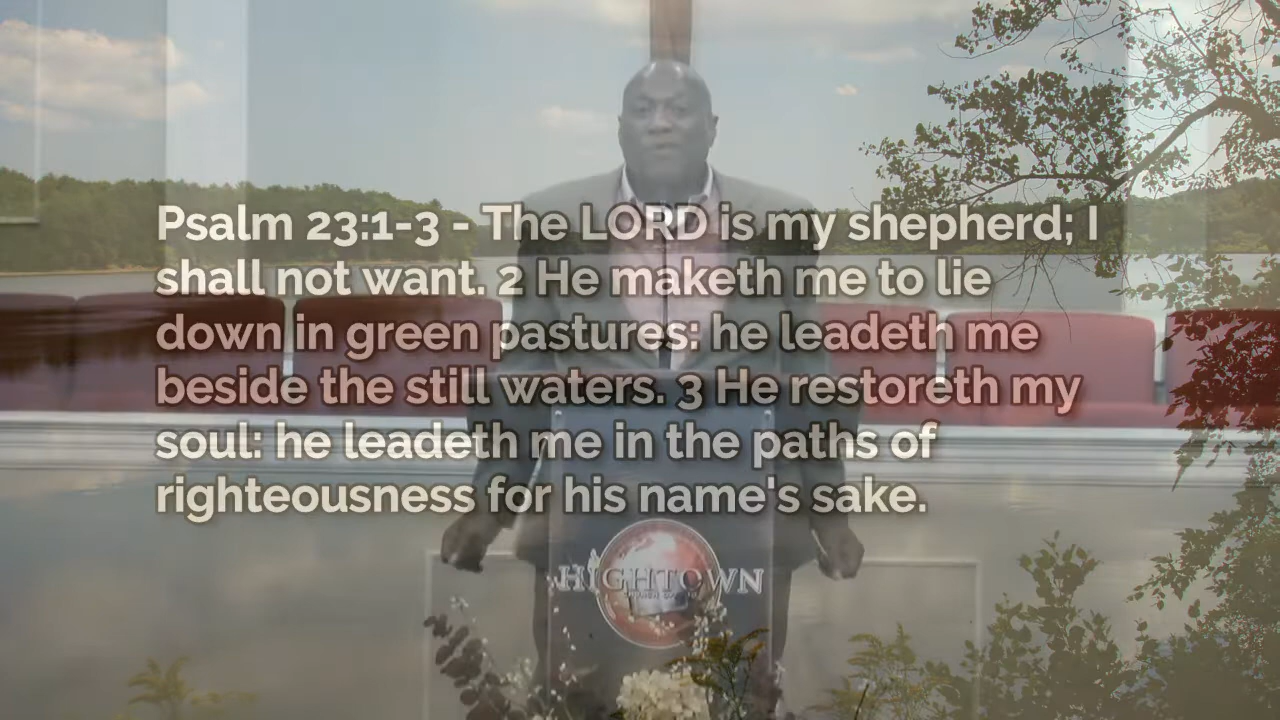 Psalm 23:1-3 - The LORD is my shepherd; I
shall not want. 2 He maketh me to lie
down in green pastures: he leadeth me
beside the still waters. 3 He restoreth my
soul: he leadeth me in the paths of
righteousness for his name's sake.
HIGHTOWN